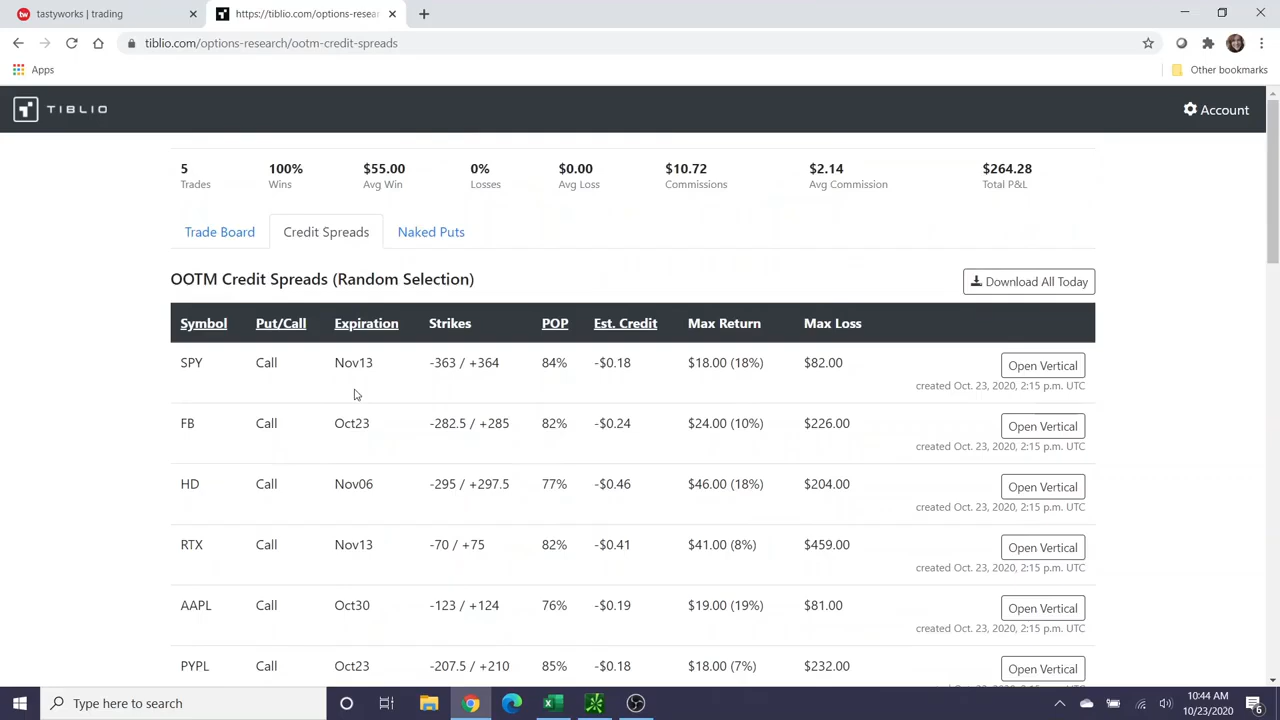 tastyworks | trading
https://tiblio.com/options-resea
tiblio.com/options-research/ootm-credit-spreads
Apps
Other bookmarks
TIBLIO
Account
5 100% $55.00 0% $0.00 $10.72 $2.14 $264.28
Trades Wins Avg Win Losses Avg Loss Commissions Avg Commission Total P&L
Trade Board Credit Spreads Naked Puts
OOTM Credit Spreads (Random Selection)
Download All Today
Symbol Put/Call Expiration Strikes POP Est. Credit Max Return Max Loss
SPY Call Nov13 -363 / +364 84% -$0.18 $18.00 (18%) $82.00 Open Vertical
created Oct. 23, 2020, 2:15 p.m. UTC
FB Call Oct23 -282.5 / +285 82% -$0.24 $24.00 (10%) $226.00 Open Vertical
created Oct. 23, 2020, 2:15 p.m. UTC
HD Call Nov06 -295 / +297.5 77% -$0.46 $46.00 (18%) $204.00 Open Vertical
created Oct. 23, 2020, 2:15 p.m. UTC
RTX Call Nov13 -70 / +75 82% -$0.41 $41.00 (8%) $459.00 Open Vertical
created Oct. 23, 2020, 2:15 p.m. UTC
AAPL Call Oct30 -123 / +124 76% -$0.19 $19.00 (19%) $81.00 Open Vertical
created Oct. 23, 2020, 2:15 p.m. UTC
PYPL Call Oct23 -207.5 / +210 85% -$0.18 $18.00 (7%) $232.00 Open Vertical
Type here to search
10:44 AM
10/23/2020
6